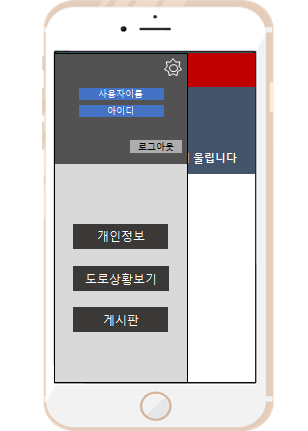 사용자이름
아이디
로그아웃
울립니다
개인정보
도로상황보기
게시판